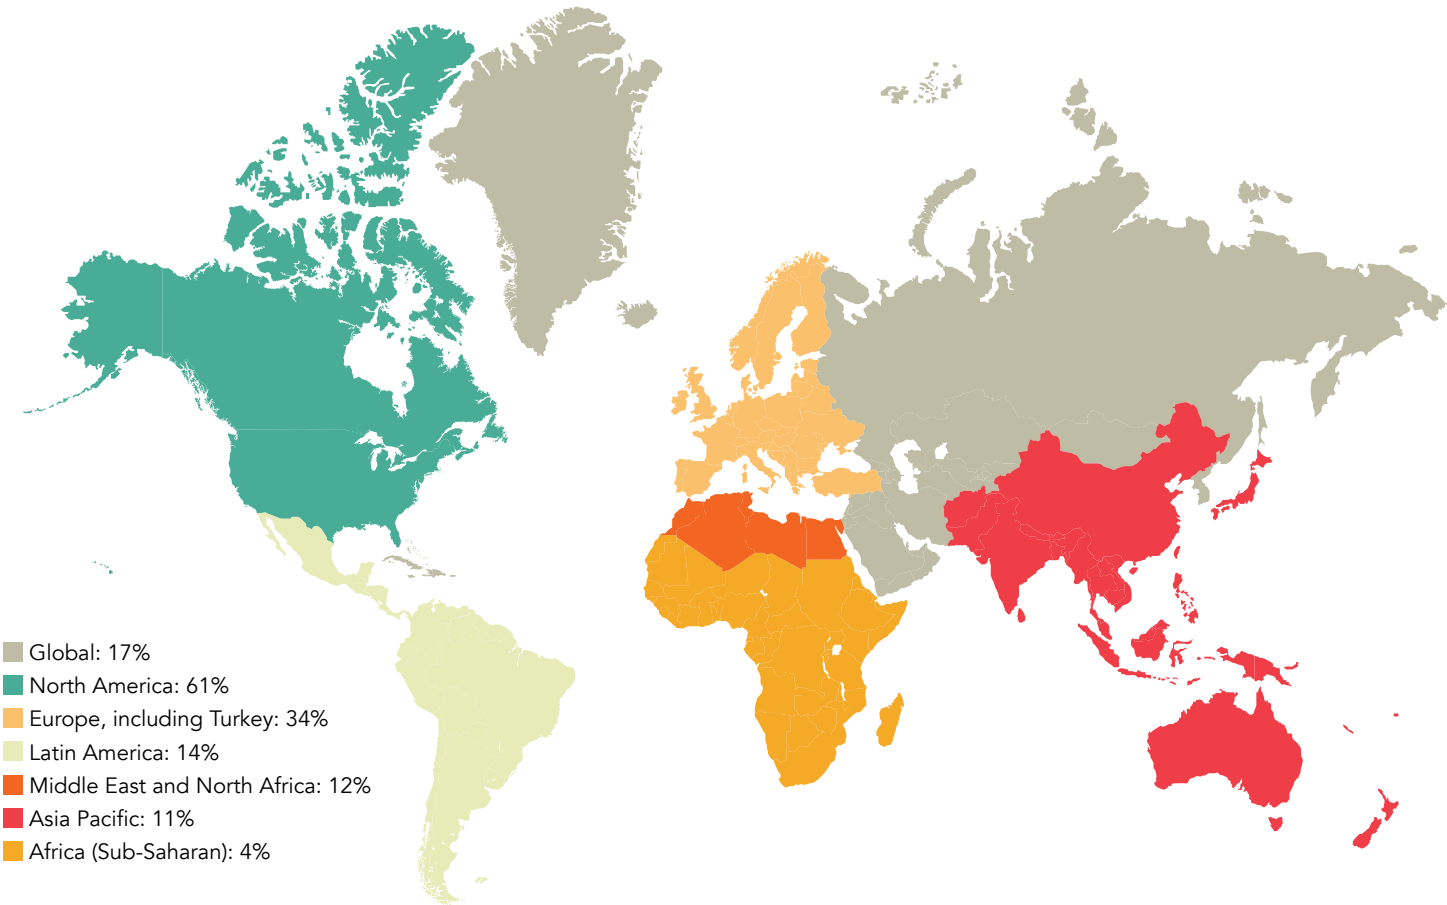 Global: 17%
North America: 61%
Europe, including Turkey: 34%
Latin America: 14%
Middle East and North Africa: 12%
Asia Pacific: 11%
Africa (Sub-Saharan): 4%